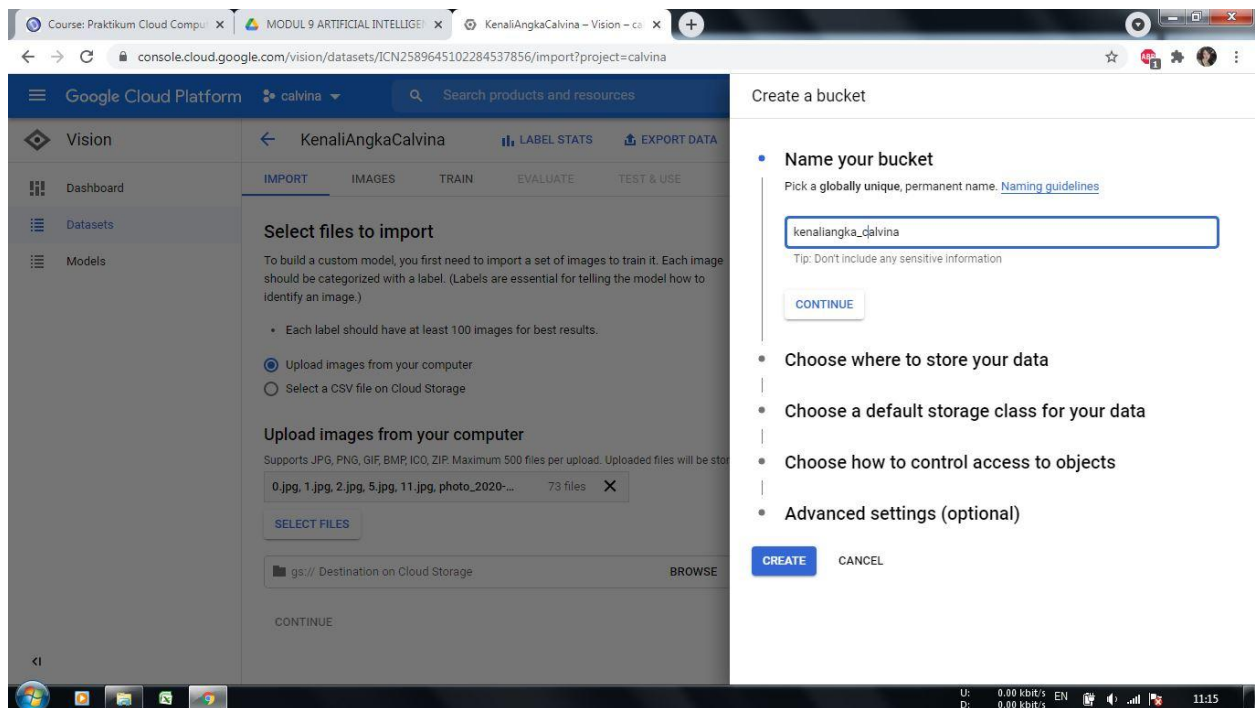 Course: Praktikum Cloud Compu
MODUL 9 ARTIFICIAL INTELLIGE
KenaliAngkaCalvina – Vision – ca
console.cloud.google.com/vision/datasets/ICN2589645102284537856/import?project=calvina
ABP
1
Google Cloud Platform
calvina
Search products and resources
Vision
Dashboard
Datasets
Models
KenaliAngkaCalvina
LABEL STATS
EXPORT DATA
IMPORT
IMAGES
TRAIN
EVALUATE
TEST & USE
Select files to import
To build a custom model, you first need to import a set of images to train it. Each image
should be categorized with a label. (Labels are essential for telling the model how to
identify an image.)
• Each label should have at least 100 images for best results.
Upload images from your computer
Select a CSV file on Cloud Storage
Upload images from your computer
Supports JPG, PNG, GIF, BMP, ICO, ZIP. Maximum 500 files per upload. Uploaded files will be stor
0.jpg, 1.jpg, 2.jpg, 5.jpg, 11.jpg, photo_2020-... 73 files
SELECT FILES
gs:// Destination on Cloud Storage
BROWSE
CONTINUE
Create a bucket
Name your bucket
Pick a globally unique, permanent name. Naming guidelines
kenaliangka_calvina
Tip: Don't include any sensitive information
CONTINUE
Choose where to store your data
Choose a default storage class for your data
Choose how to control access to objects
Advanced settings (optional)
CREATE
CANCEL
U: 0.00 kbit/s
D: 0.00 kbit/s
EN
11:15